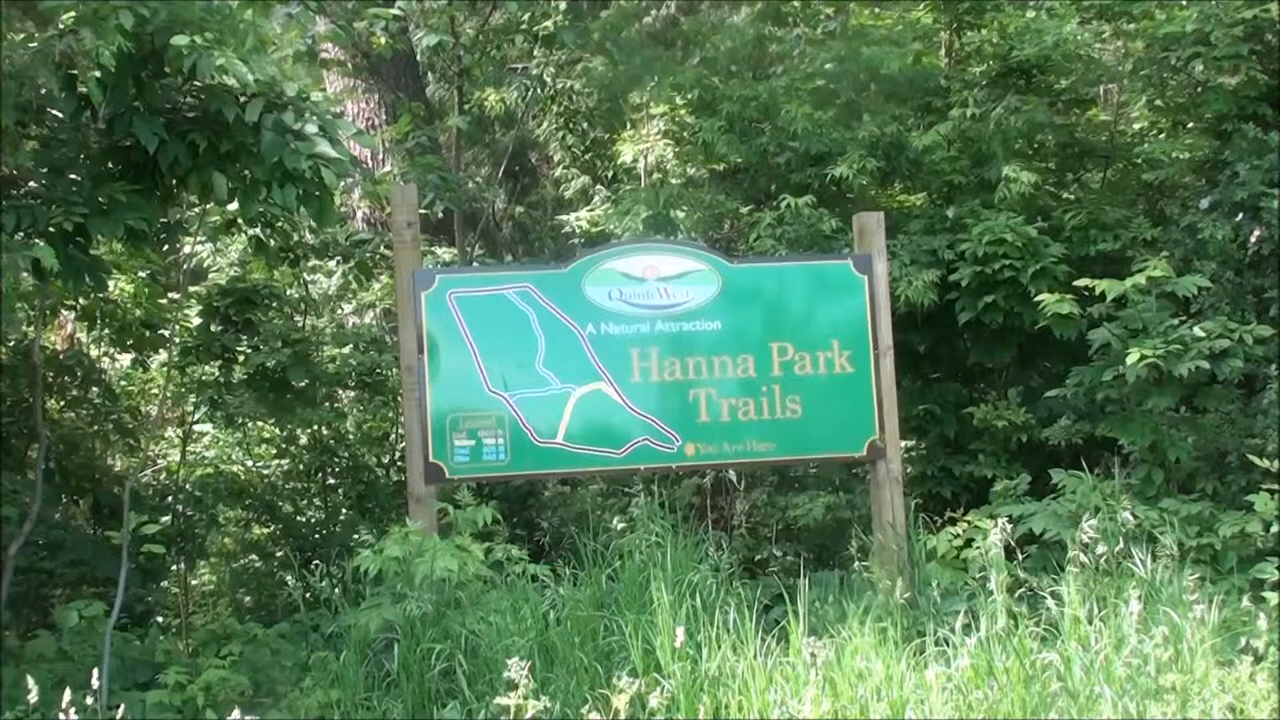 Quinte West
A Natural Attraction
Hanna Park
Trails
You Are Here
Legend